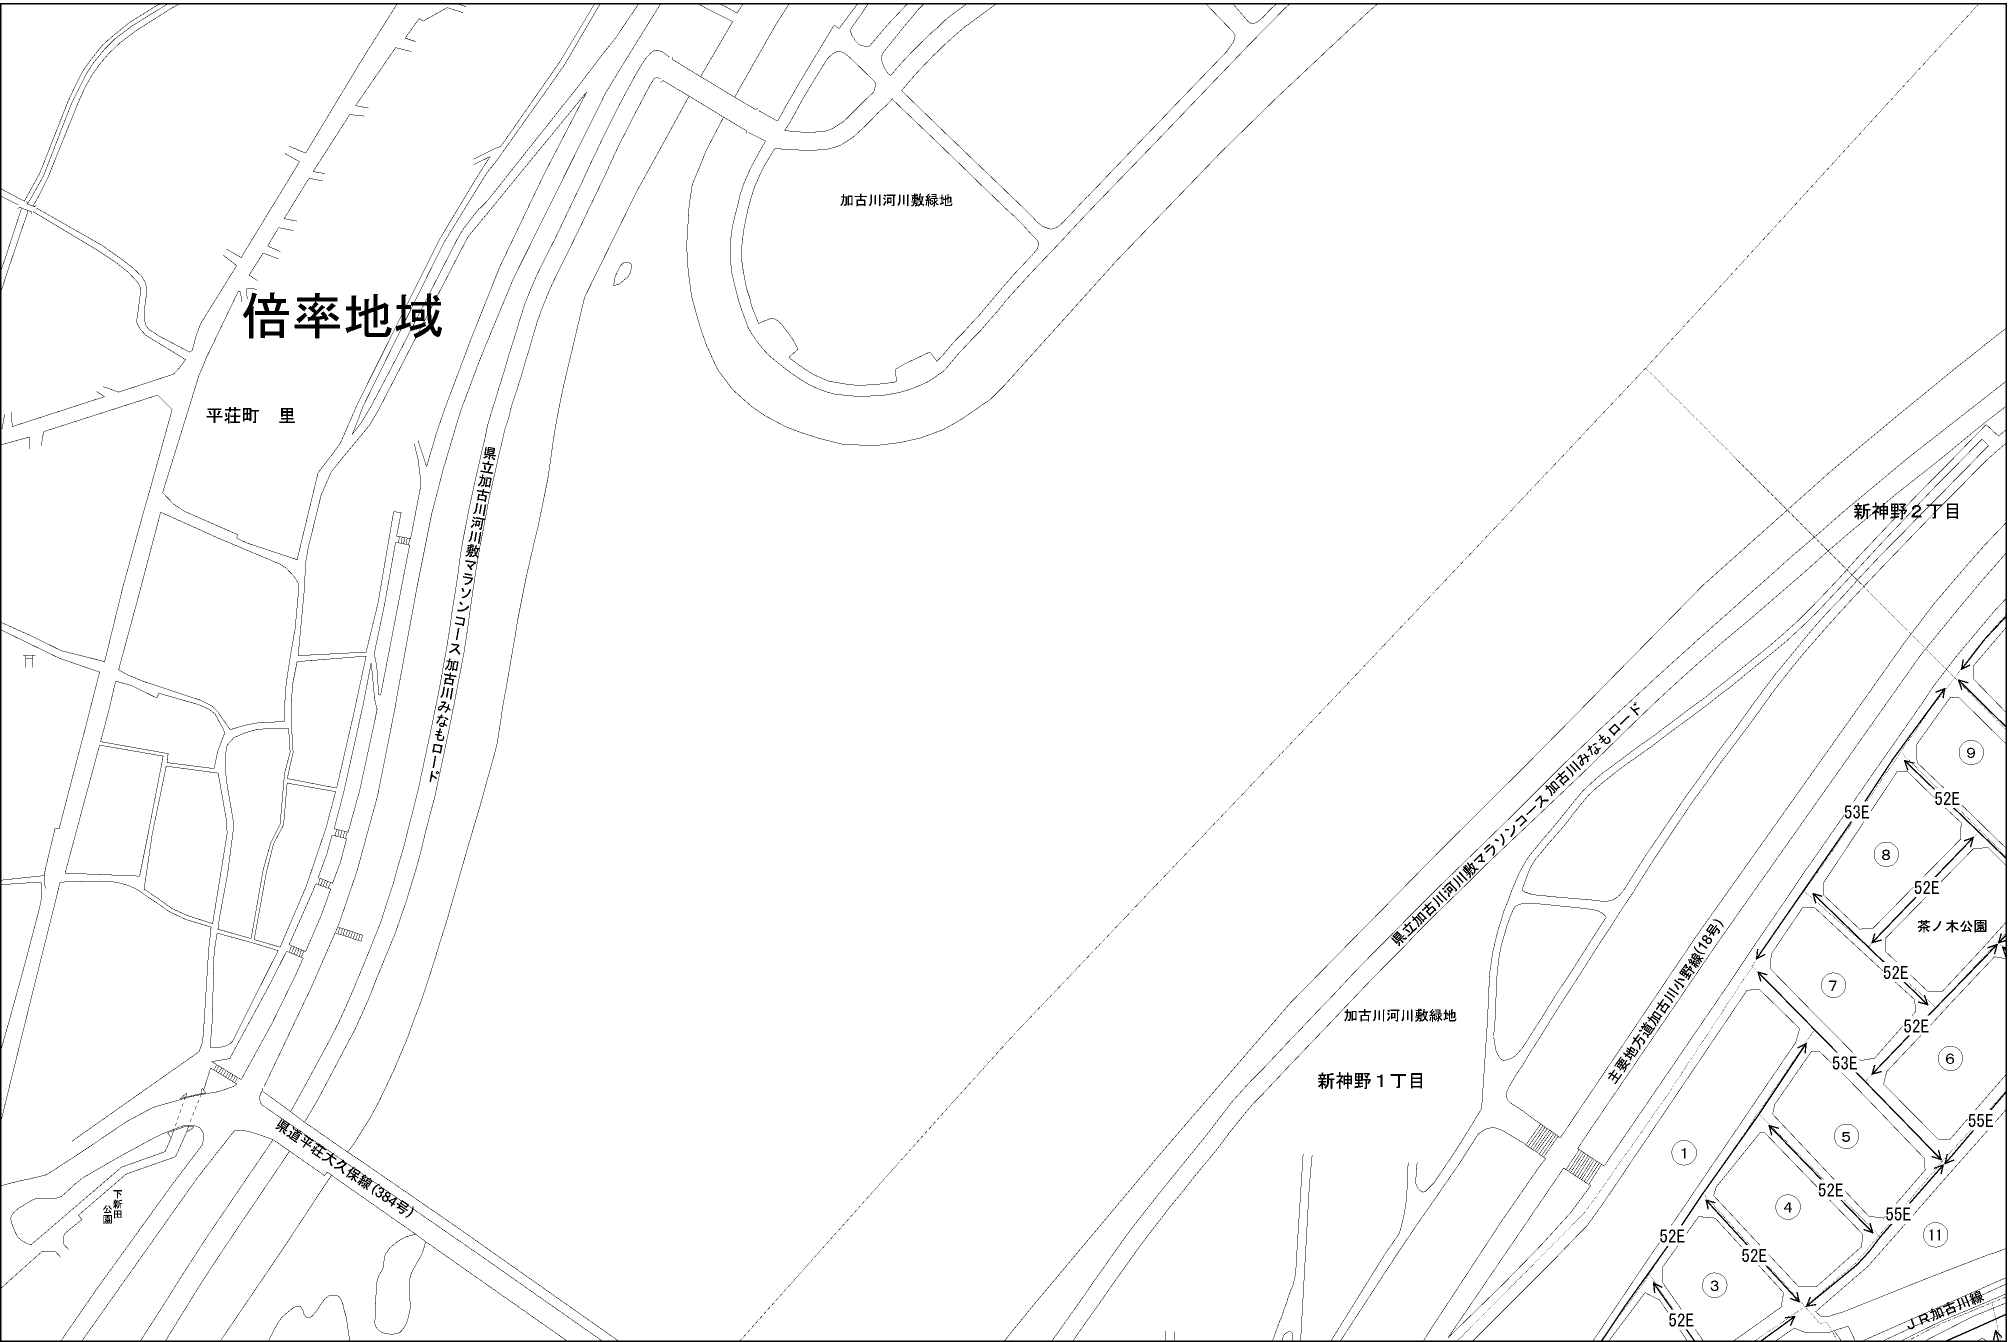 加古川河川敷緑地
倍率地域
平荘町 里
県立加古川河川敷マラソンコース 加古川みなもロード
新神野2丁目
県立加古川河川敷マラソンコース 加古川みなもロード
主要地方道加古川小野線(18号)
加古川河川敷緑地
新神野1丁目
県道平荘大久保線(384号)
下新田
公園
9
52E
53E
8
52E
茶ノ木公園
52E
7
52E
53E
6
55E
5
1
52E
4
55E
11
52E
52E
3
52E
JR加古川線